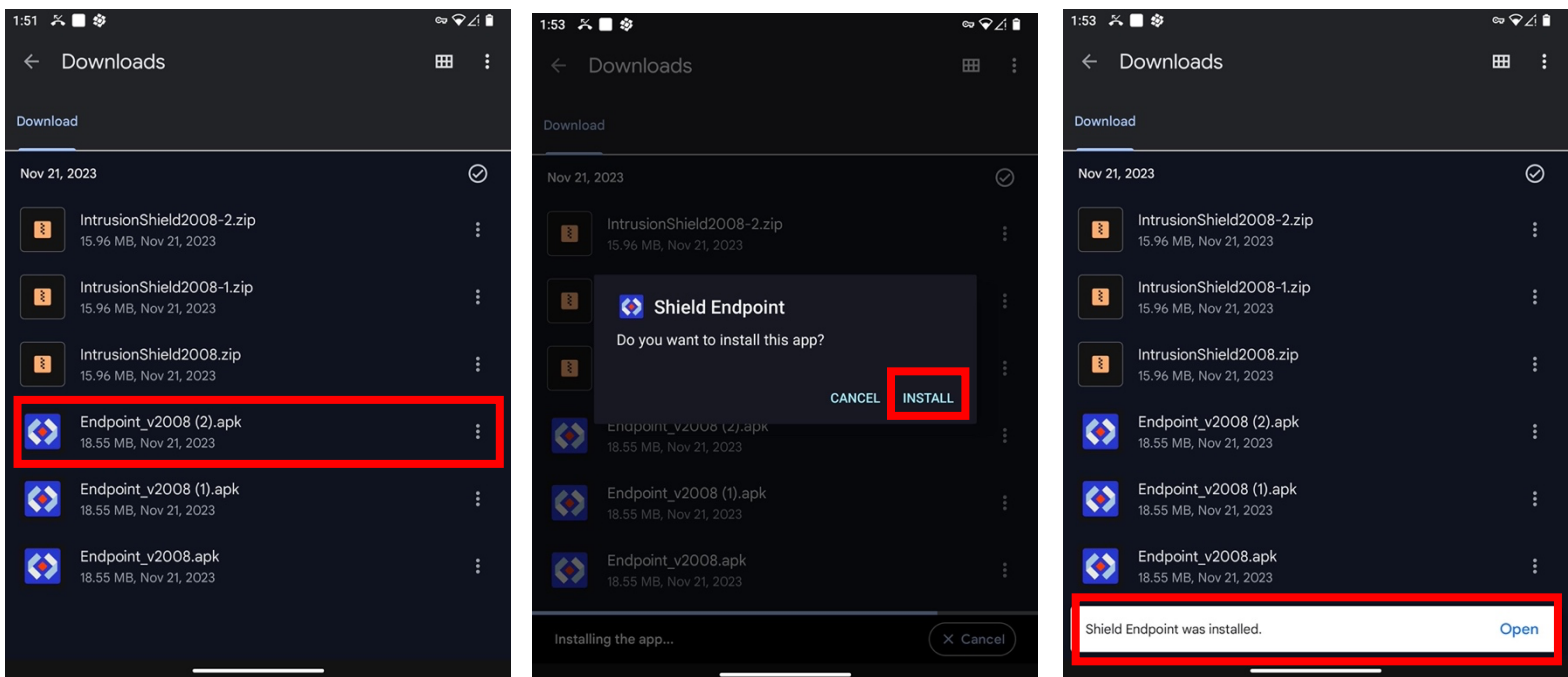 1:51
Downloads
Download
Nov 21, 2023
IntrusionShield2008-2.zip
15.96 MB, Nov 21, 2023
IntrusionShield2008-1.zip
15.96 MB, Nov 21, 2023
IntrusionShield2008.zip
15.96 MB, Nov 21, 2023
Endpoint_v2008 (2).apk
18.55 MB, Nov 21, 2023
Endpoint_v2008 (1).apk
18.55 MB, Nov 21, 2023
Endpoint_v2008.apk
18.55 MB, Nov 21, 2023
1:53
Downloads
Download
Nov 21, 2023
IntrusionShield2008-2.zip
15.96 MB, Nov 21, 2023
Shield Endpoint
Do you want to install this app?
CANCEL INSTALL
Endpoint_v2008 (2).apk
18.55 MB, Nov 21, 2023
Endpoint_v2008 (1).apk
18.55 MB, Nov 21, 2023
Endpoint_v2008.apk
18.55 MB, Nov 21, 2023
Installing the app... Cancel
1:53
Downloads
Download
Nov 21, 2023
IntrusionShield2008-2.zip
15.96 MB, Nov 21, 2023
IntrusionShield2008-1.zip
15.96 MB, Nov 21, 2023
IntrusionShield2008.zip
15.96 MB, Nov 21, 2023
Endpoint_v2008 (2).apk
18.55 MB, Nov 21, 2023
Endpoint_v2008 (1).apk
18.55 MB, Nov 21, 2023
Endpoint_v2008.apk
18.55 MB, Nov 21, 2023
Shield Endpoint was installed. Open